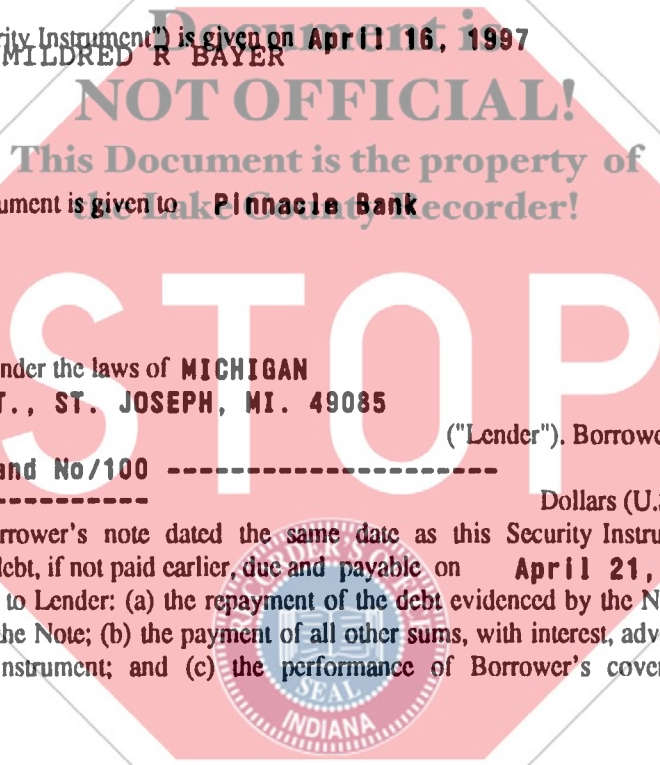 Document is
rity Instrument") is given on April 16, 1997
MILDRED R BAYER
NOT OFFICIAL!
This Document is the property of
ument is given to Pinnacle Bank
the Lake County Recorder!
STOP
nder the laws of MICHIGAN
T., ST. JOSEPH, MI. 49085
("Lender"). Borrowe
and No/100 ----------------------
----------
Dollars (U.S
rrower's note dated the same date as this Security Instru
debt, if not paid earlier, due and payable on April 21,
to Lender: (a) the repayment of the debt evidenced by the N
the Note; (b) the payment of all other sums, with interest, adv
nstrument; and (c) the performance of Borrower's cover
RECORDER'S OFFICE
SEAL
INDIANA